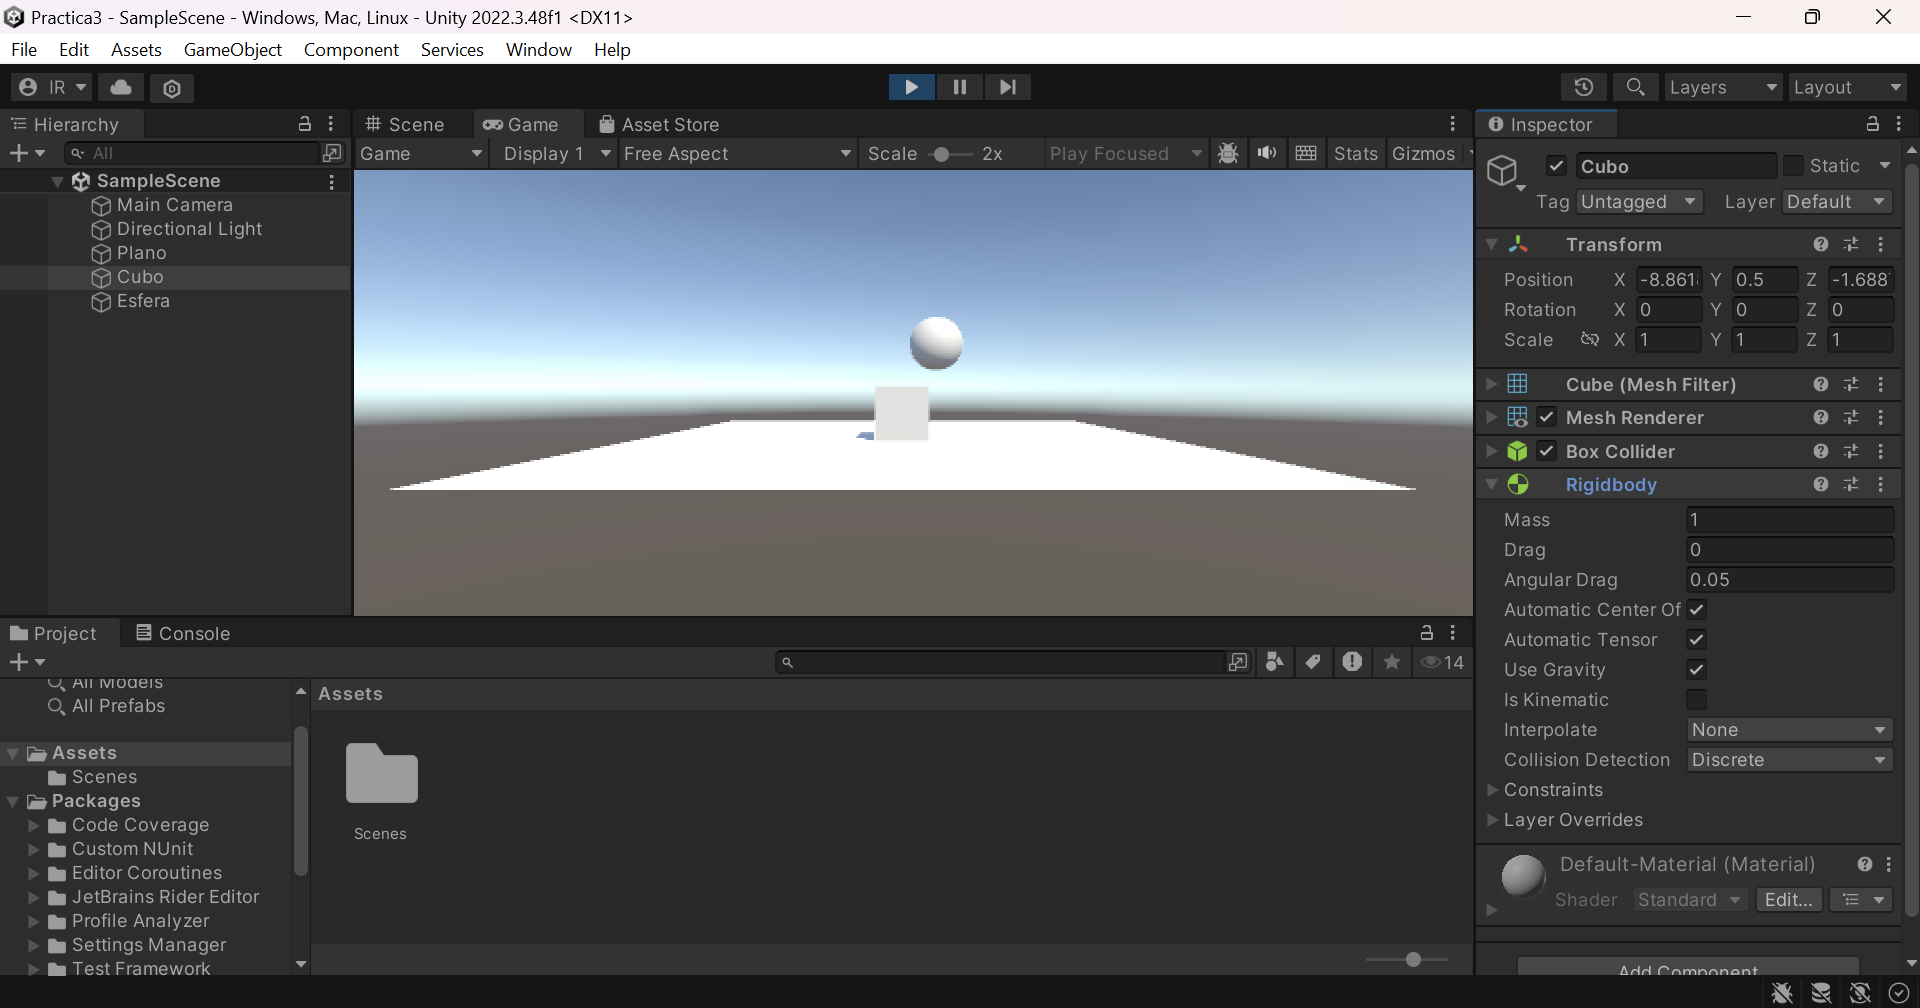 Practica3 - SampleScene - Windows, Mac, Linux - Unity 2022.3.48f1 <DX11>
File Edit Assets GameObject Component Services Window Help
IR
Layers
Layout
Hierarchy
All
SampleScene
Main Camera
Directional Light
Plano
Cubo
Esfera
Scene
Game
Asset Store
Game
Display 1
Free Aspect
Scale 2x
Play Focused
Stats
Gizmos
Inspector
Cubo
Static
Tag Untagged Layer Default
Transform
Position X -8.861 Y 0.5 Z -1.688
Rotation X 0 Y 0 Z 0
Scale X 1 Y 1 Z 1
Cube (Mesh Filter)
Mesh Renderer
Box Collider
Rigidbody
Mass 1
Drag 0
Angular Drag 0.05
Automatic Center Of
Automatic Tensor
Use Gravity
Is Kinematic
Interpolate None
Collision Detection Discrete
Constraints
Layer Overrides
Default-Material (Material)
Shader Standard Edit...
Add Component
Project
Console
14
All Models
All Prefabs
Assets
Scenes
Packages
Code Coverage
Custom NUnit
Editor Coroutines
JetBrains Rider Editor
Profile Analyzer
Settings Manager
Test Framework
Assets
Scenes